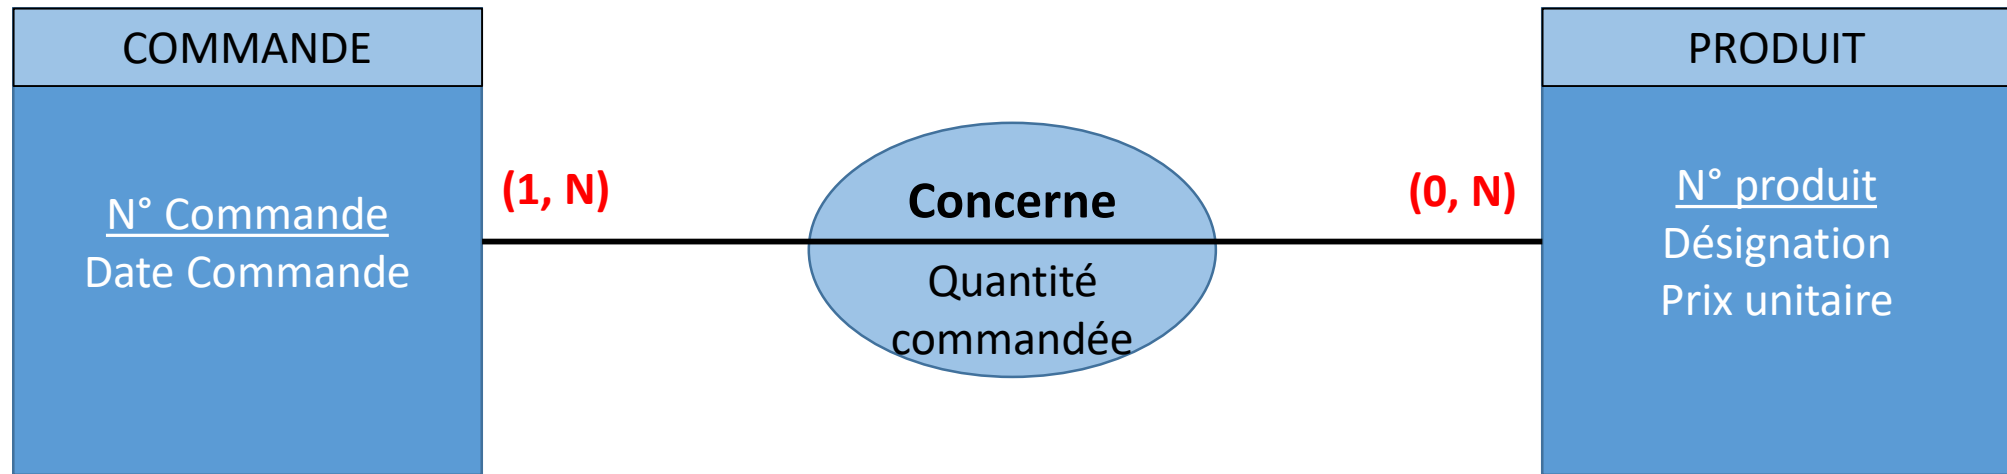 COMMANDE
N° Commande
Date Commande
(1, N)
Concerne
Quantité
commandée
(0, N)
PRODUIT
N° produit
Désignation
Prix unitaire